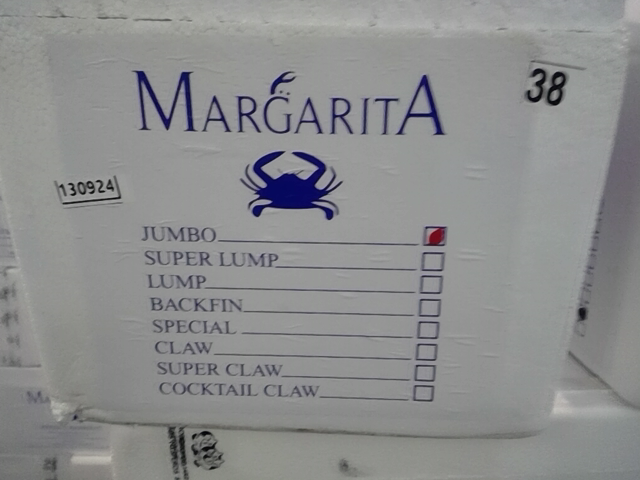 MARGARITA
38
130924
JUMBO
SUPER LUMP
LUMP
BACKFIN
SPECIAL
CLAW
SUPER CLAW
COCKTAIL CLAW